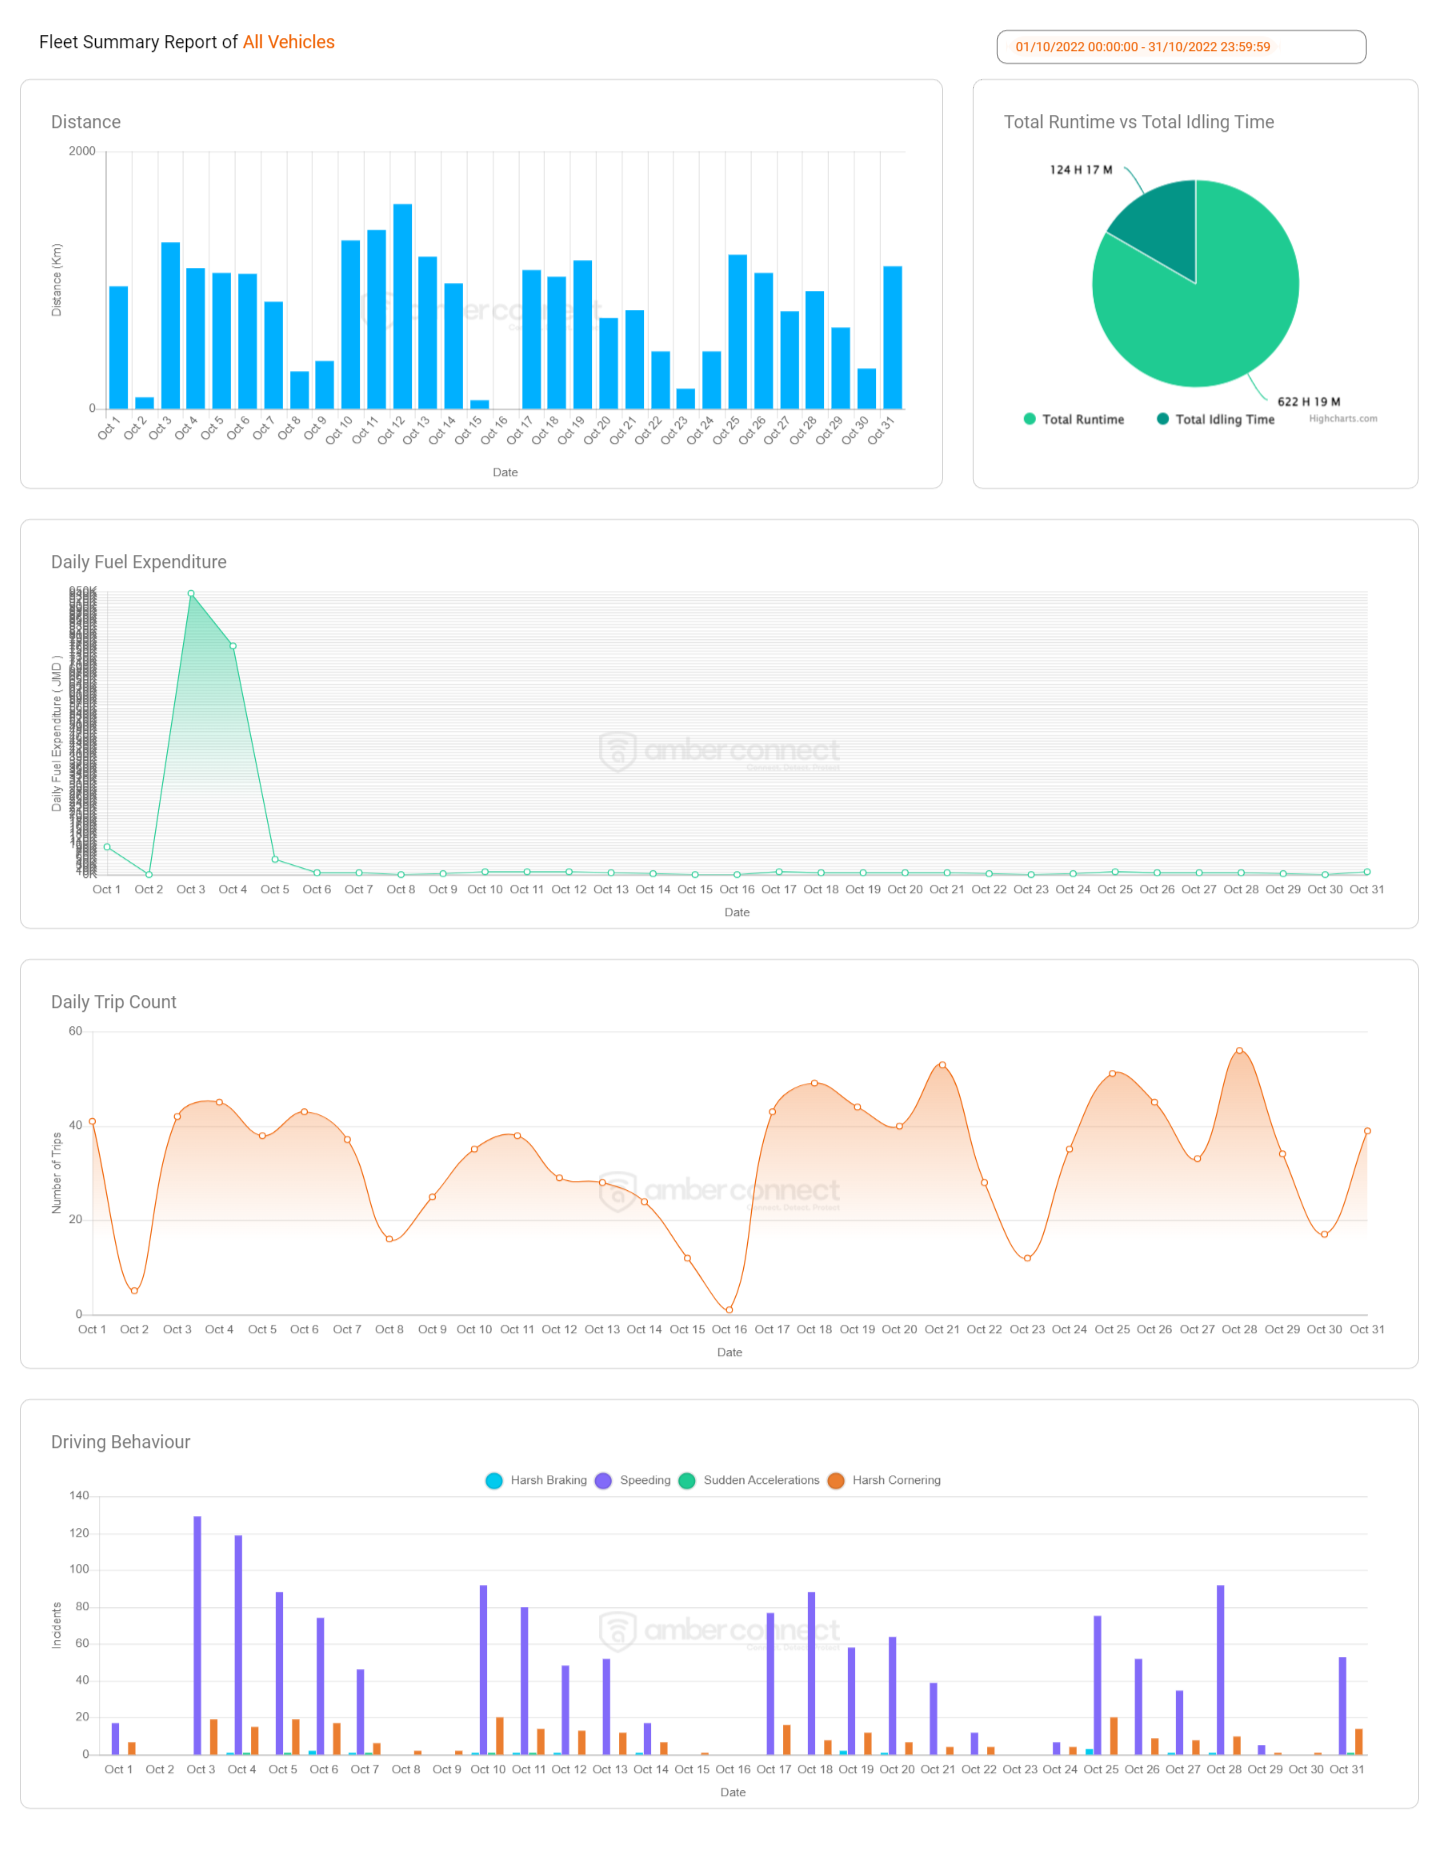 Fleet Summary Report of All Vehicles
01/10/2022 00:00:00 - 31/10/2022 23:59:59
Distance
2000
Distance (Km)
0
Oct 1 Oct 2 Oct 3 Oct 4 Oct 5 Oct 6 Oct 7 Oct 8 Oct 9 Oct 10 Oct 11 Oct 12 Oct 13 Oct 14 Oct 15 Oct 16 Oct 17 Oct 18 Oct 19 Oct 20 Oct 21 Oct 22 Oct 23 Oct 24 Oct 25 Oct 26 Oct 27 Oct 28 Oct 29 Oct 30 Oct 31
Date
Total Runtime vs Total Idling Time
124 H 17 M
622 H 19 M
Total Runtime Total Idling Time Highcharts.com
Daily Fuel Expenditure
950K
Daily Fuel Expenditure ( JMD )
amber connect
Connect, Detect, Protect
0K
Oct 1 Oct 2 Oct 3 Oct 4 Oct 5 Oct 6 Oct 7 Oct 8 Oct 9 Oct 10 Oct 11 Oct 12 Oct 13 Oct 14 Oct 15 Oct 16 Oct 17 Oct 18 Oct 19 Oct 20 Oct 21 Oct 22 Oct 23 Oct 24 Oct 25 Oct 26 Oct 27 Oct 28 Oct 29 Oct 30 Oct 31
Date
Daily Trip Count
60
40
Number of Trips
amber connect
Connect, Detect, Protect
20
0
Oct 1 Oct 2 Oct 3 Oct 4 Oct 5 Oct 6 Oct 7 Oct 8 Oct 9 Oct 10 Oct 11 Oct 12 Oct 13 Oct 14 Oct 15 Oct 16 Oct 17 Oct 18 Oct 19 Oct 20 Oct 21 Oct 22 Oct 23 Oct 24 Oct 25 Oct 26 Oct 27 Oct 28 Oct 29 Oct 30 Oct 31
Date
Driving Behaviour
Harsh Braking Speeding Sudden Accelerations Harsh Cornering
140
120
100
80
Incidents
amber connect
Connect, Detect, Protect
60
40
20
0
Oct 1 Oct 2 Oct 3 Oct 4 Oct 5 Oct 6 Oct 7 Oct 8 Oct 9 Oct 10 Oct 11 Oct 12 Oct 13 Oct 14 Oct 15 Oct 16 Oct 17 Oct 18 Oct 19 Oct 20 Oct 21 Oct 22 Oct 23 Oct 24 Oct 25 Oct 26 Oct 27 Oct 28 Oct 29 Oct 30 Oct 31
Date